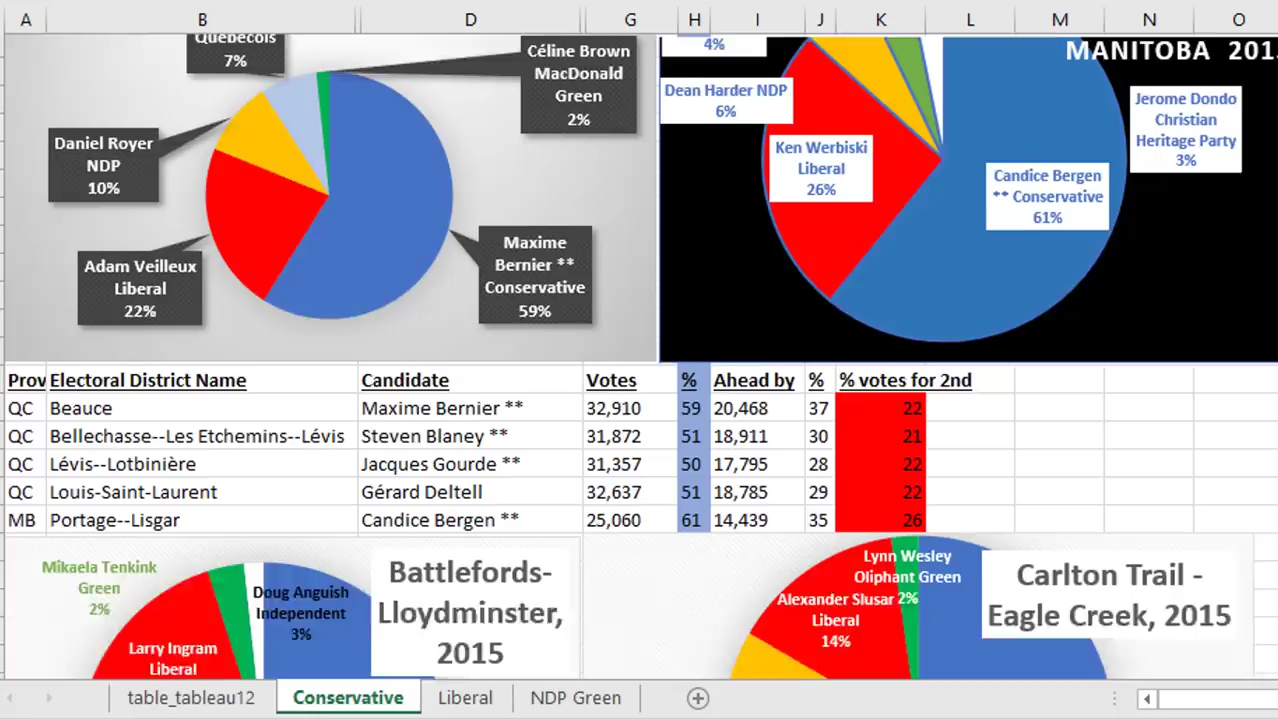 A B D G H I J K L M N O
Québécois
7%
Céline Brown
MacDonald
Green
2%
Daniel Royer
NDP
10%
Adam Veilleux
Liberal
22%
Maxime
Bernier **
Conservative
59%
4%
MANITOBA 201
Dean Harder NDP
6%
Ken Werbiski
Liberal
26%
Candice Bergen
** Conservative
61%
Jerome Dondo
Christian
Heritage Party
3%
Prov Electoral District Name Candidate Votes % Ahead by % % votes for 2nd
QC Beauce Maxime Bernier ** 32,910 59 20,468 37 22
QC Bellechasse--Les Etchemins--Lévis Steven Blaney ** 31,872 51 18,911 30 21
QC Lévis--Lotbinière Jacques Gourde ** 31,357 50 17,795 28 22
QC Louis-Saint-Laurent Gérard Deltell 32,637 51 18,785 29 22
MB Portage--Lisgar Candice Bergen ** 25,060 61 14,439 35 26
Mikaela Tenkink
Green
2%
Larry Ingram
Liberal
Doug Anguish
Independent
3%
Battlefords-
Lloydminster,
2015
Lynn Wesley
Oliphant Green
2%
Alexander Slusar
Liberal
14%
Carlton Trail -
Eagle Creek, 2015
table_tableau12 Conservative Liberal NDP Green